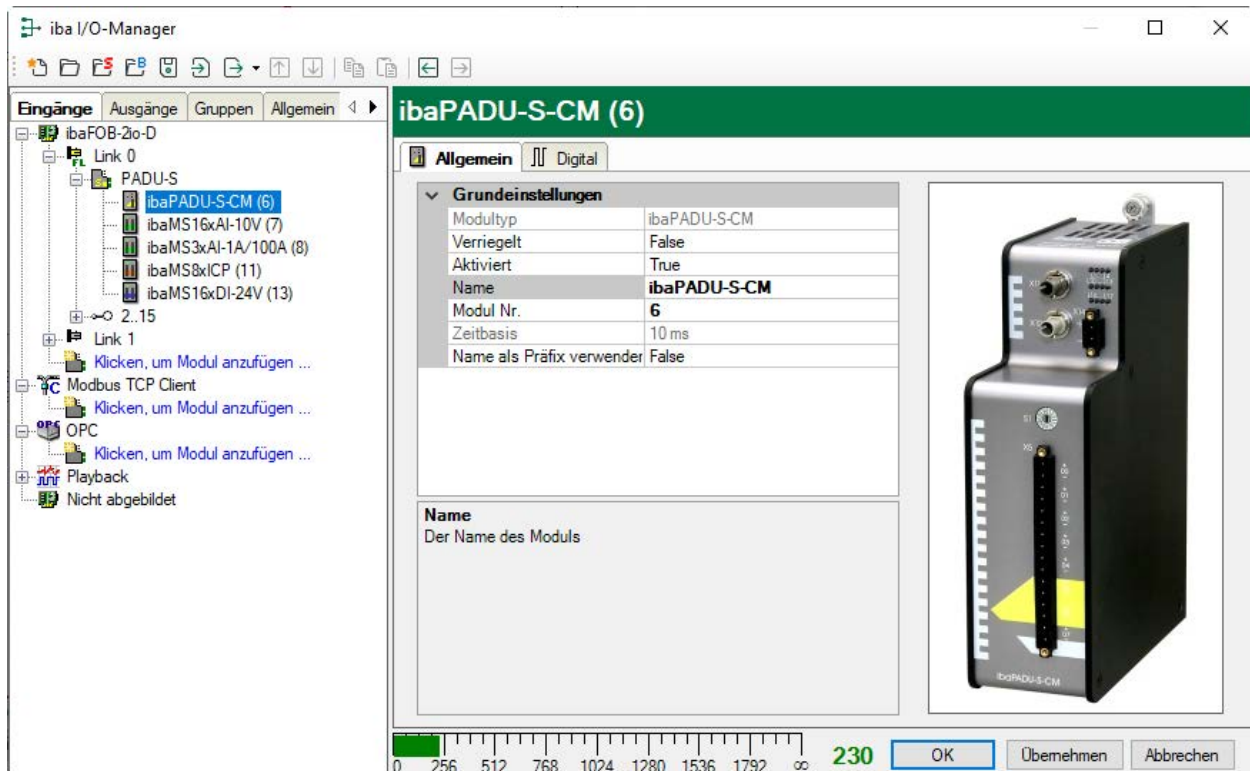 iba I/O-Manager
Eingänge Ausgänge Gruppen Allgemein
ibaFOB-2io-D
Link 0
PADU-S
ibaPADU-S-CM (6)
ibaMS16xAI-10V (7)
ibaMS3xAI-1A/100A (8)
ibaMS8xICP (11)
ibaMS16xDI-24V (13)
2..15
Link 1
Klicken, um Modul anzufügen ...
Modbus TCP Client
Klicken, um Modul anzufügen ...
OPC
Klicken, um Modul anzufügen ...
Playback
Nicht abgebildet
ibaPADU-S-CM (6)
Allgemein Digital
Grundeinstellungen
Modultyp ibaPADU-S-CM
Verriegelt False
Aktiviert True
Name ibaPADU-S-CM
Modul Nr. 6
Zeitbasis 10 ms
Name als Präfix verwender False
Name
Der Name des Moduls
S1
X5
ibaPADU-S-CM
0 256 512 768 1024 1280 1536 1792 ∞ 230 OK Übernehmen Abbrechen